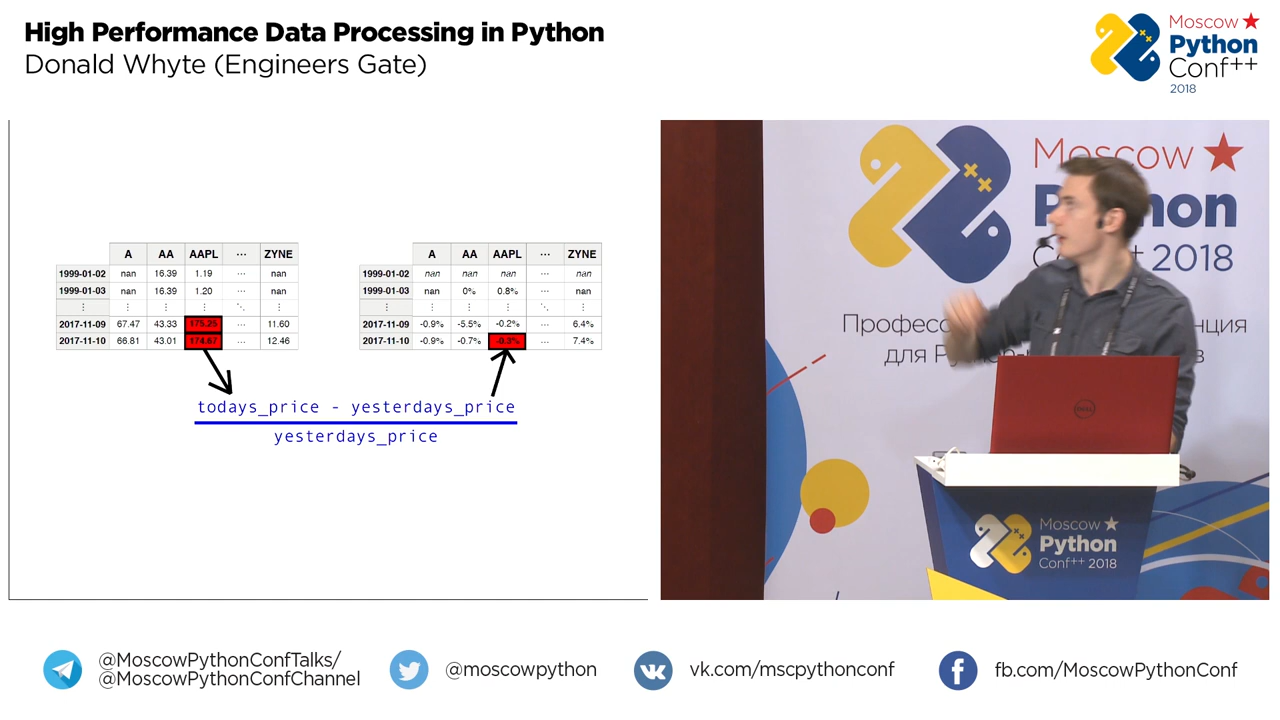 High Performance Data Processing in Python
Donald Whyte (Engineers Gate)
Moscow
Python
Conf++
2018
A AA AAPL ... ZYNE
1999-01-02 nan 16.39 1.19 ... nan
1999-01-03 nan 16.39 1.20 ... nan
2017-11-09 67.47 43.33 175.25 ... 11.60
2017-11-10 66.81 43.01 174.67 ... 12.46
A AA AAPL ... ZYNE
1999-01-02 nan nan nan ... nan
1999-01-03 nan 0% 0.8% ... nan
2017-11-09 -0.9% -5.5% -0.2% ... 6.4%
2017-11-10 -0.9% -0.7% -0.3% ... 7.4%
todays_price - yesterdays_price
yesterdays_price
Moscow
2018
для
Moscow
Python
Conf++ 2018
DELL
@MoscowPythonConfTalks/
@MoscowPythonConfChannel
@moscowpython
vk.com/mscpythonconf
fb.com/MoscowPythonConf